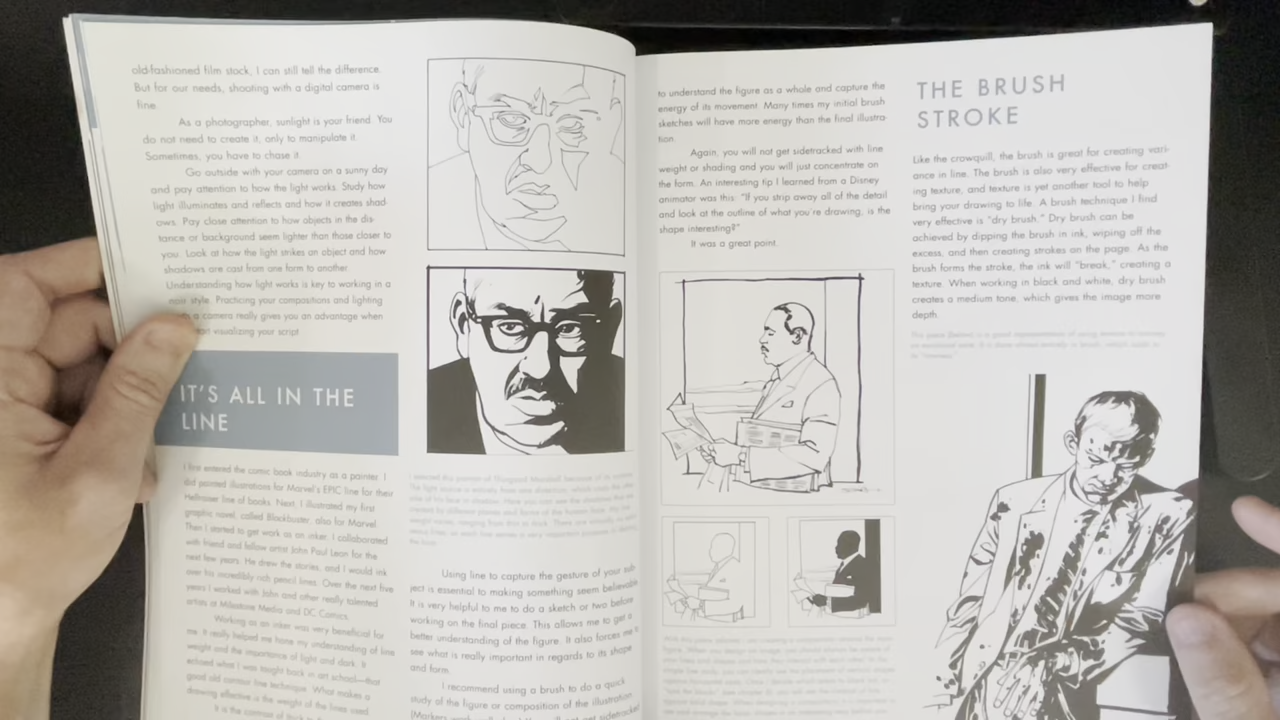 old-fashioned film stock, I can still tell the difference.
But for our needs, shooting with a digital camera is
fine.
As a photographer, sunlight is your friend. You
do not need to create it, only to manipulate it.
Sometimes, you have to chase it.
Go outside with your camera on a sunny day
and pay attention to how the light works. Study how
light illuminates and reflects and how it creates shad-
ows. Pay close attention to how objects in the dis-
tance or background seem lighter than those closer to
you. Look at how the light strikes an object and how
shadows are cast from one form to another.
Understanding how light works is key to working in a
noir style. Practicing your compositions and lighting
a camera really gives you an advantage when
visualizing your script.
IT'S ALL IN THE
LINE
I first entered the comic book industry as a painter. I
did painted illustrations for Marvel's EPIC line for their
Hellraiser line of books. Next, I illustrated my first
graphic novel, called Blockbuster, also for Marvel.
Then I started to get work as an inker. I collaborated
with friend and fellow artist John Paul Leon for the
next few years. He drew the stories, and I would ink
over his incredibly rich pencil lines. Over the next five
years I worked with John and other really talented
artists at Milestone Media and DC Comics.
Working as an inker was very beneficial for
me. It really helped me hone my understanding of line
weight and the importance of light and dark. It
echoed what I was taught back in art school—that
good old contour line technique. What makes a
drawing effective is the weight of the lines used.
It is the contrast of thick to
Using line to capture the gesture of your sub-
ject is essential to making something seem believable.
It is very helpful to me to do a sketch or two before
working on the final piece. This allows me to get a
better understanding of the figure. It also forces me to
see what is really important in regards to its shape
and form.
I recommend using a brush to do a quick
study of the figure or composition of the illustration.
to understand the figure as a whole and capture the
energy of its movement. Many times my initial brush
sketches will have more energy than the final illustra-
tion.
Again, you will not get sidetracked with line
weight or shading and you will just concentrate on
the form. An interesting tip I learned from a Disney
animator was this: "If you strip away all of the detail
and look at the outline of what you're drawing, is the
shape interesting?"
It was a great point.
THE BRUSH
STROKE
Like the crowquill, the brush is great for creating vari-
ance in line. The brush is also very effective for creat-
ing texture, and texture is yet another tool to help
bring your drawing to life. A brush technique I find
very effective is "dry brush." Dry brush can be
achieved by dipping the brush in ink, wiping off the
excess, and then creating strokes on the page. As the
brush forms the stroke, the ink will "break," creating a
texture. When working in black and white, dry brush
creates a medium tone, which gives the image more
depth.